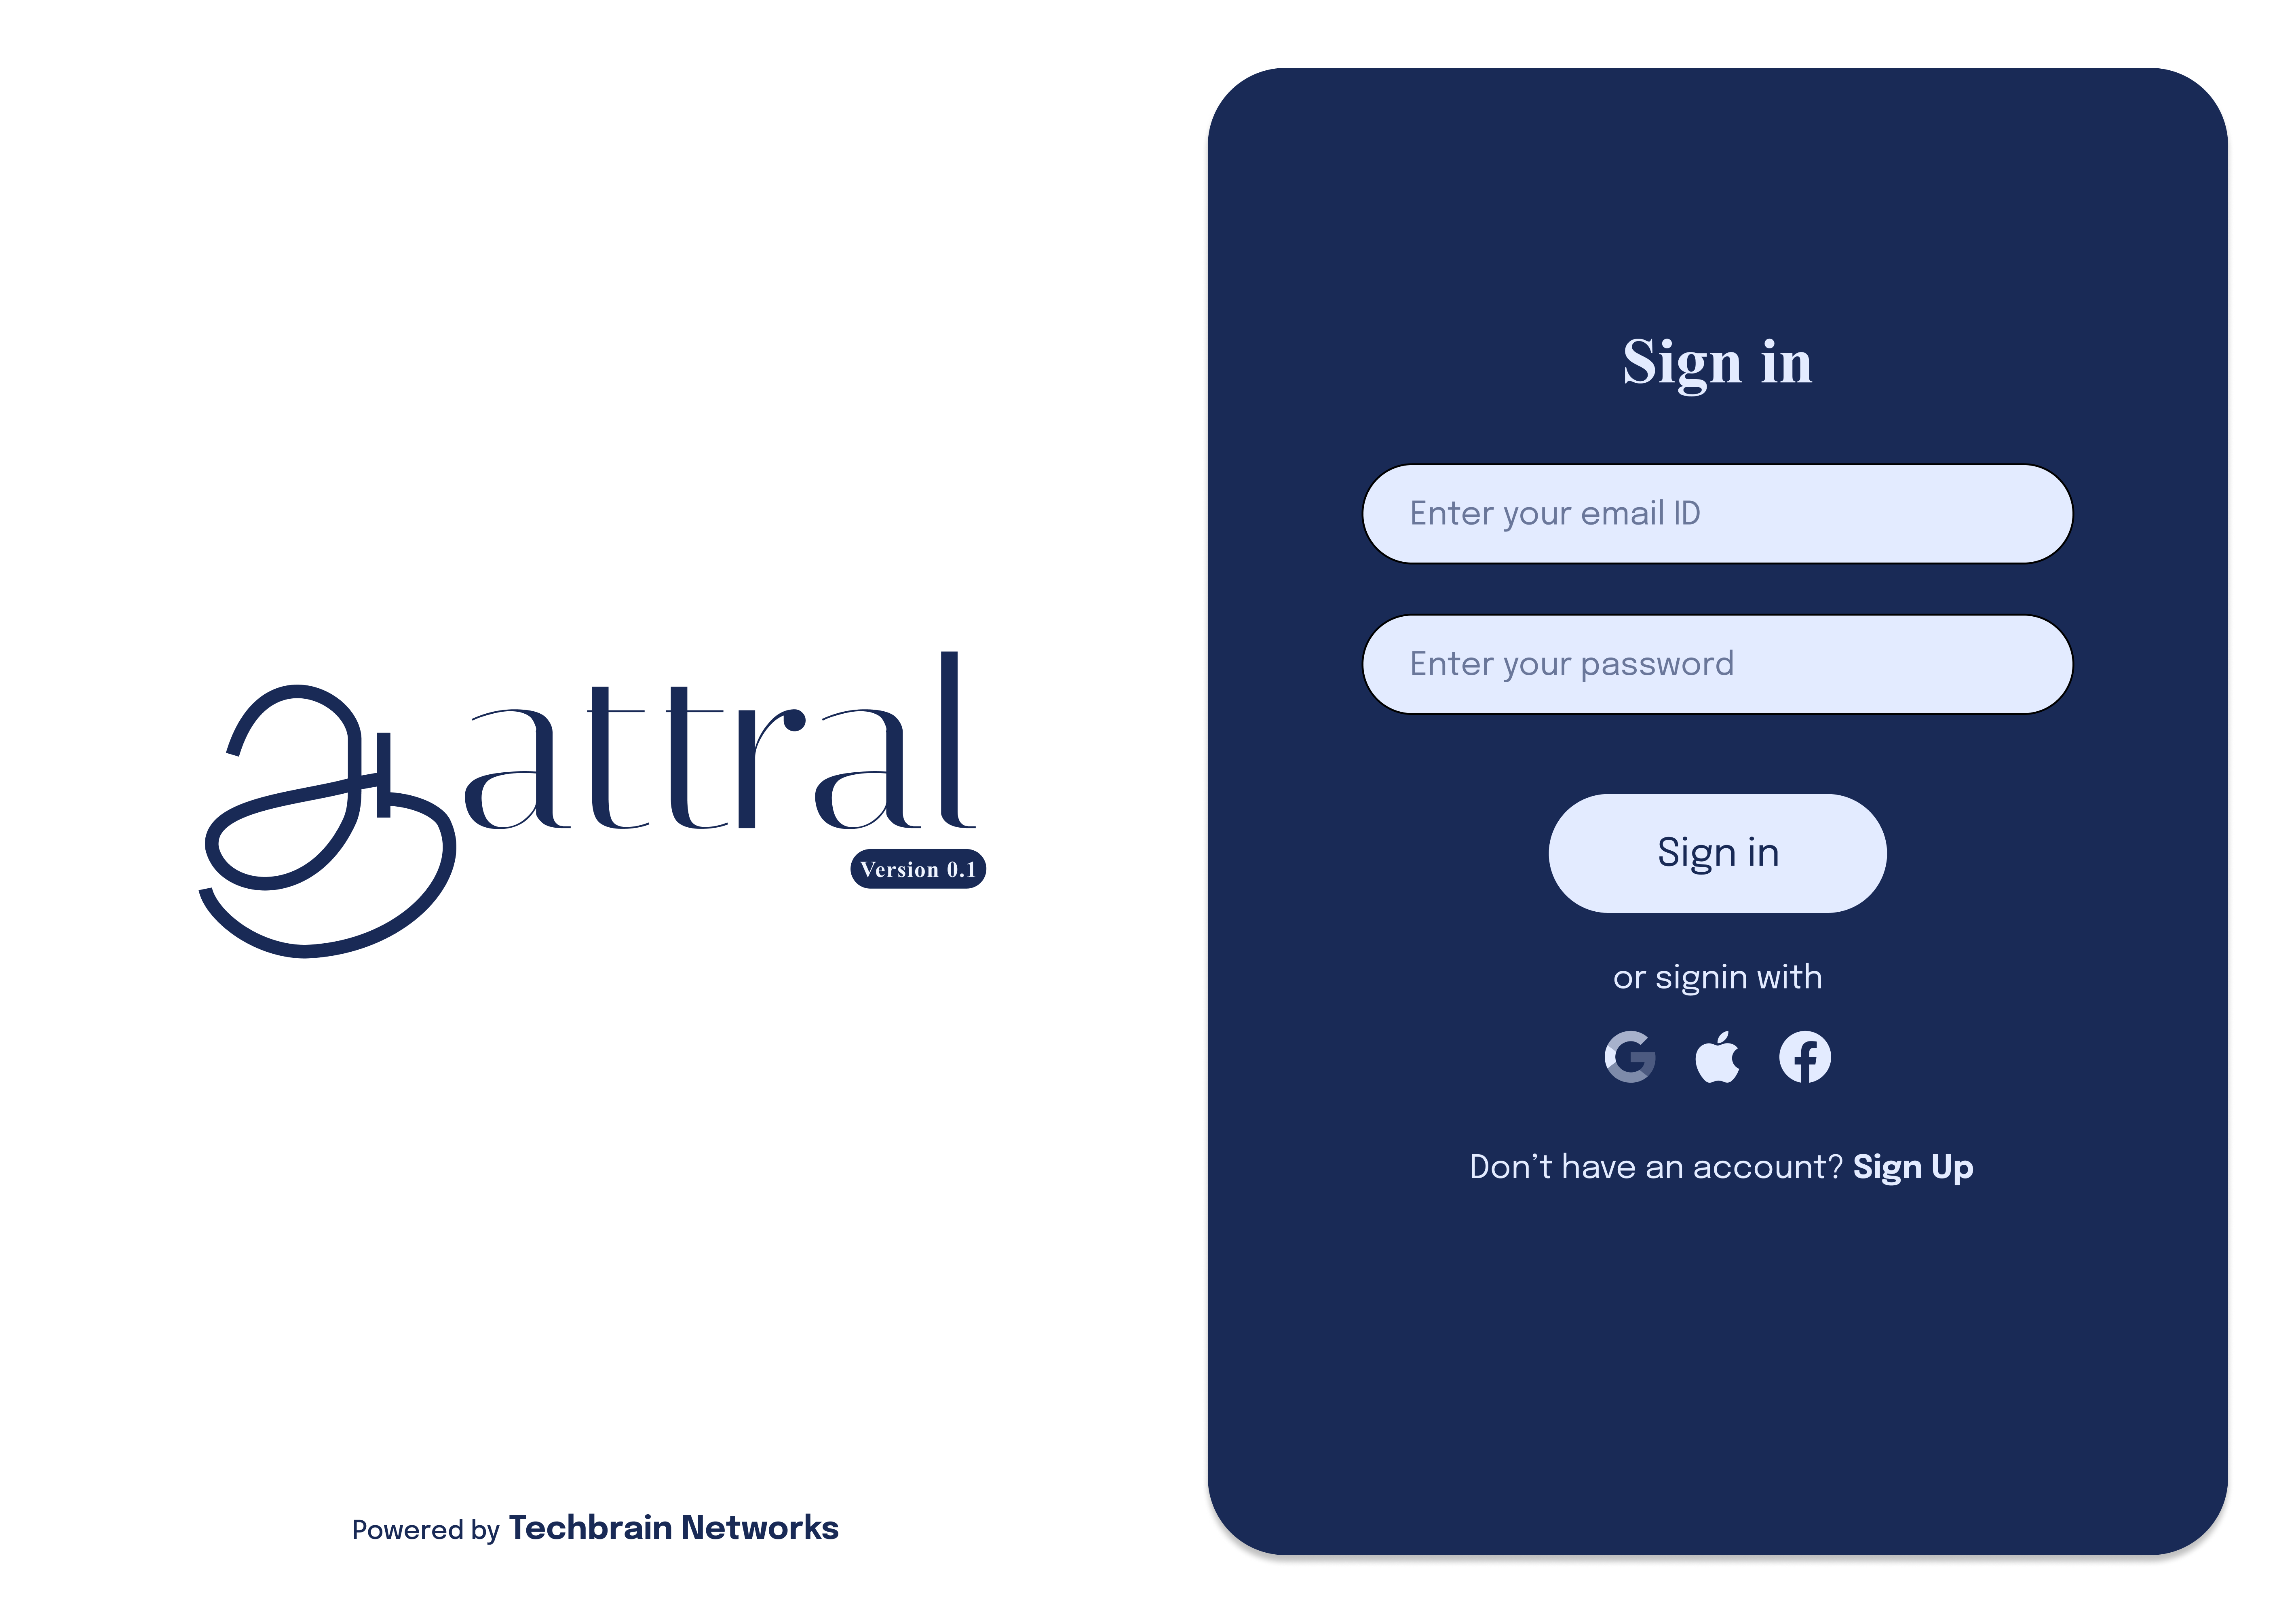 attral
Version 0.1
Powered by Techbrain Networks
Sign in
Enter your email ID
Enter your password
Sign in
or signin with
Don’t have an account? Sign Up